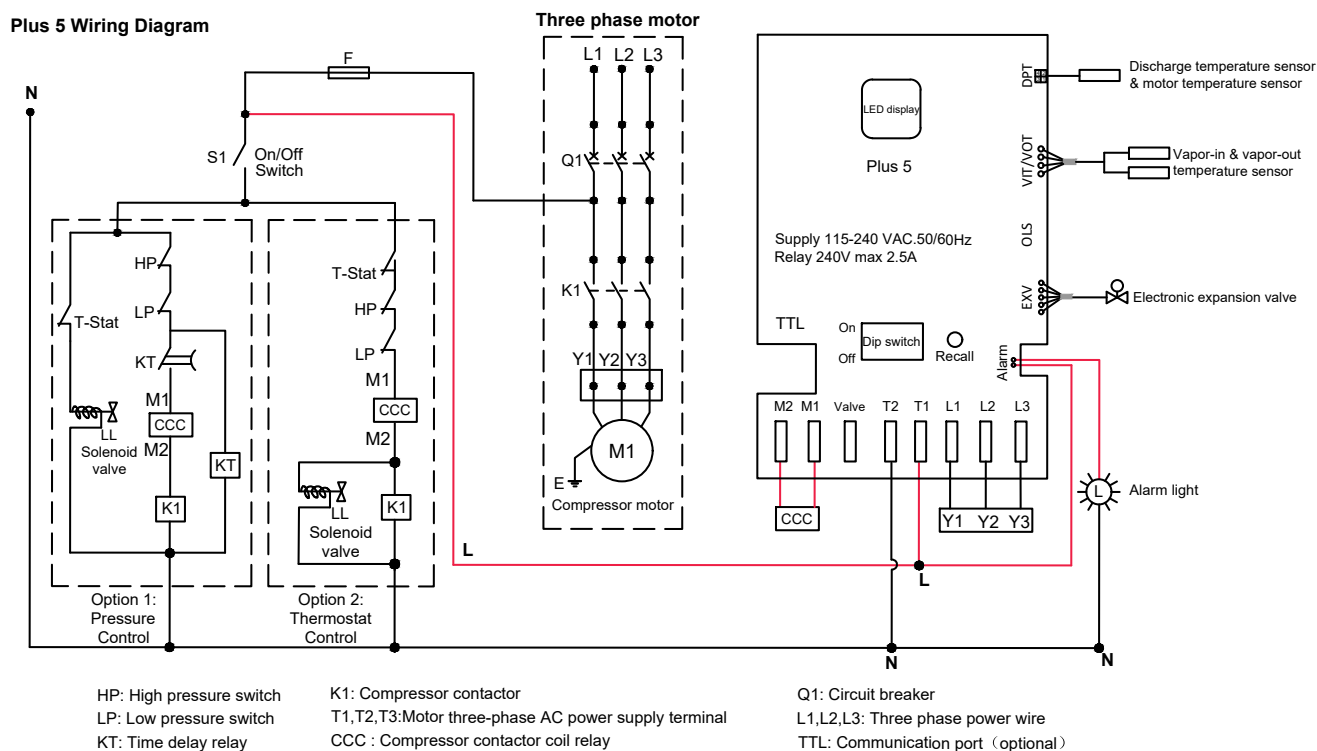 Plus 5 Wiring Diagram
N
F
S1
On/Off
Switch
HP
LP
T-Stat
KT
M1
CCC
M2
LL
Solenoid
valve
KT
K1
Option 1:
Pressure
Control
T-Stat
HP
LP
M1
CCC
M2
LL
Solenoid
valve
K1
Option 2:
Thermostat
Control
L
Three phase motor
L1 L2 L3
Q1
K1
Y1 Y2 Y3
M1
E
Compressor motor
LED display
Plus 5
Supply 115-240 VAC.50/60Hz
Relay 240V max 2.5A
TTL
On
Off
Dip switch
Recall
DPT
VIT/VOT
OLS
EXV
Alarm
M2 M1 Valve T2 T1 L1 L2 L3
CCC
Y1 Y2 Y3
Discharge temperature sensor
& motor temperature sensor
Vapor-in & vapor-out
temperature sensor
Electronic expansion valve
L
Alarm light
L
N
N
HP: High pressure switch
LP: Low pressure switch
KT: Time delay relay
K1: Compressor contactor
T1,T2,T3:Motor three-phase AC power supply terminal
CCC : Compressor contactor coil relay
Q1: Circuit breaker
L1,L2,L3: Three phase power wire
TTL: Communication port（optional）